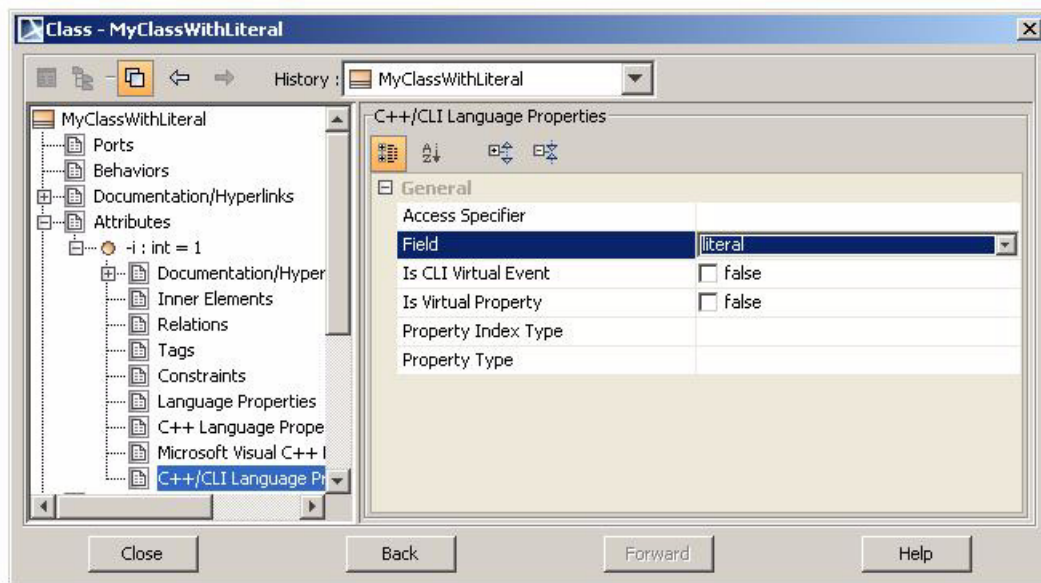 Class - MyClassWithLiteral
History : MyClassWithLiteral
MyClassWithLiteral
Ports
Behaviors
Documentation/Hyperlinks
Attributes
-i : int = 1
Documentation/Hyper
Inner Elements
Relations
Tags
Constraints
Language Properties
C++ Language Prope
Microsoft Visual C++
C++/CLI Language Pr
C++/CLI Language Properties
General
Access Specifier
Field literal
Is CLI Virtual Event false
Is Virtual Property false
Property Index Type
Property Type
Close Back Forward Help